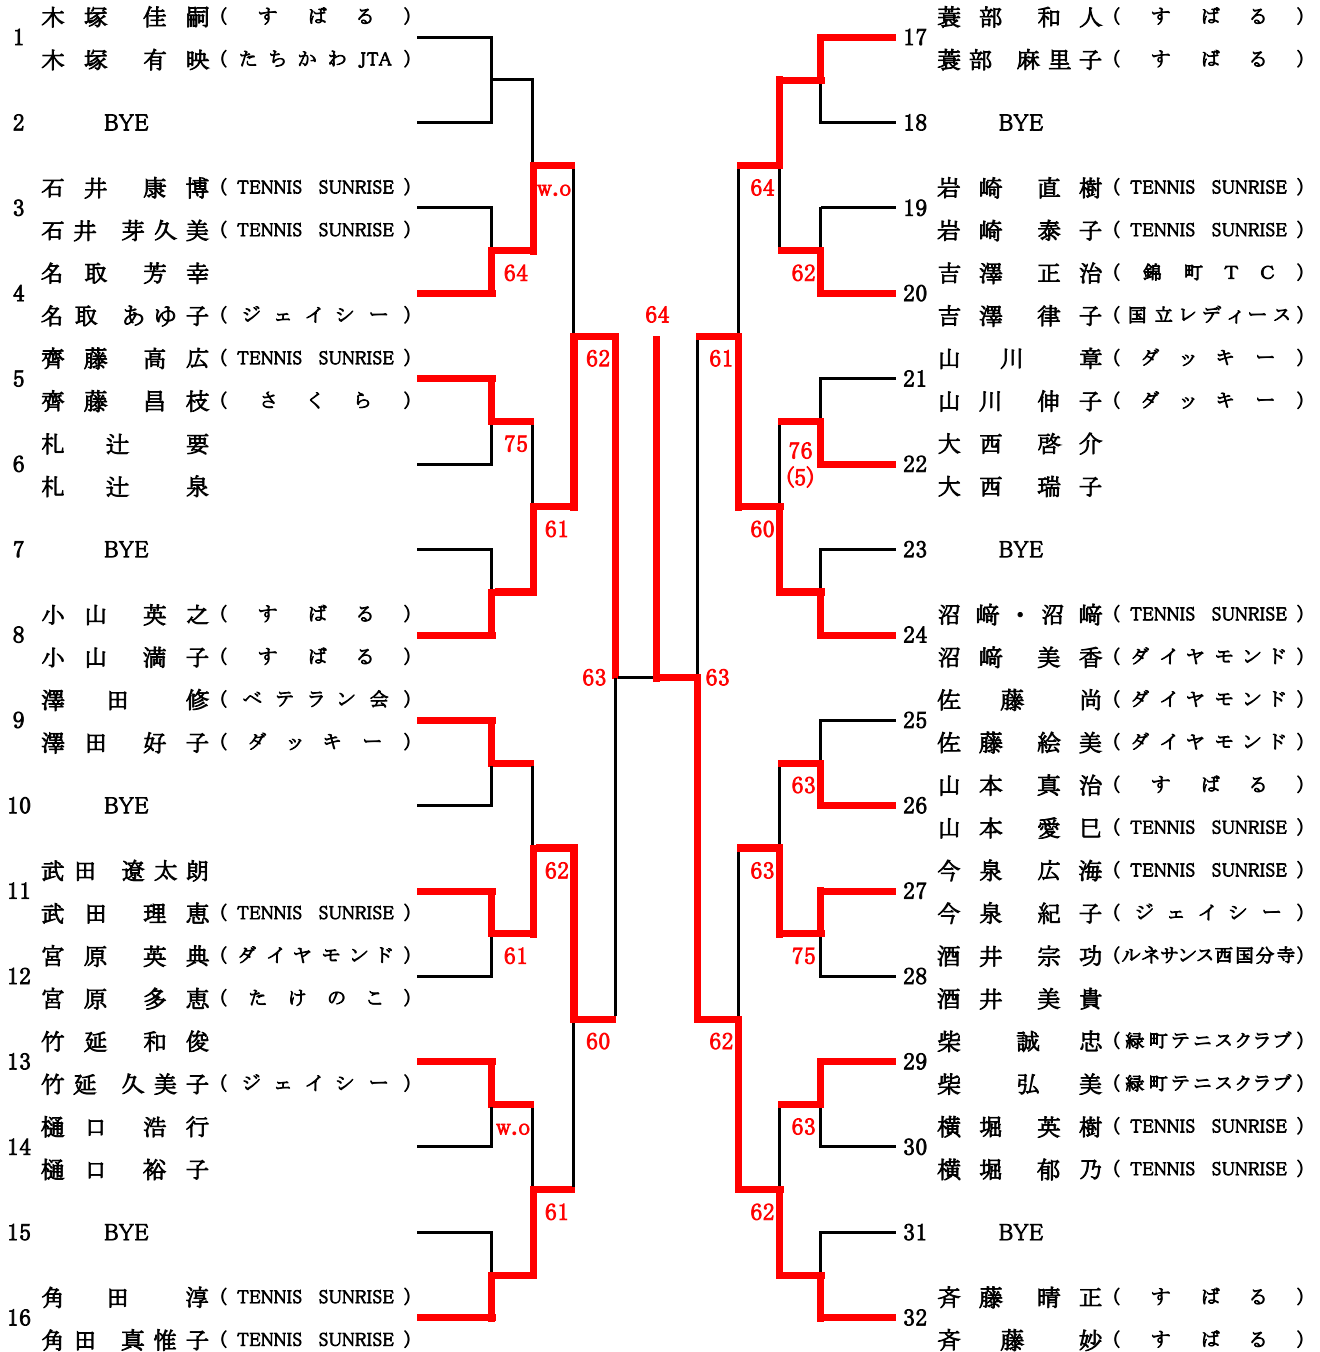 1 木塚 佳嗣(すばる)
木塚 有映(たちかわJTA)
2 BYE
3 石井 康博(TENNIS SUNRISE)
石井 芽久美(TENNIS SUNRISE)
4 名取 芳幸
名取 あゆ子(ジェイシー)
5 齊藤 高広(TENNIS SUNRISE)
齊藤 昌枝(さくら)
6 札辻 要
札辻 泉
7 BYE
8 小山 英之(すばる)
小山 満子(すばる)
9 澤田 修(ベテラン会)
澤田 好子(ダッキー)
10 BYE
11 武田 遼太朗
武田 理恵(TENNIS SUNRISE)
12 宮原 英典(ダイヤモンド)
宮原 多恵(たけのこ)
13 竹延 和俊
竹延 久美子(ジェイシー)
14 樋口 浩行
樋口 裕子
15 BYE
16 角田 淳(TENNIS SUNRISE)
角田 真惟子(TENNIS SUNRISE)
w.o
64
75
61
62
61
62
w.o
61
60
63
64
63
64
62
61
76
(5)
60
63
63
75
62
63
62
17 蓑部 和人(すばる)
蓑部 麻里子(すばる)
18 BYE
19 岩崎 直樹(TENNIS SUNRISE)
岩崎 泰子(TENNIS SUNRISE)
20 吉澤 正治(錦町TC)
吉澤 律子(国立レディース)
21 山川 章(ダッキー)
山川 伸子(ダッキー)
22 大西 啓介
大西 瑞子
23 BYE
24 沼﨑・沼﨑(TENNIS SUNRISE)
沼﨑 美香(ダイヤモンド)
25 佐藤 尚(ダイヤモンド)
佐藤 絵美(ダイヤモンド)
26 山本 真治(すばる)
山本 愛巳(TENNIS SUNRISE)
27 今泉 広海(TENNIS SUNRISE)
今泉 紀子(ジェイシー)
28 酒井 宗功(ルネサンス西国分寺)
酒井 美貴
29 柴 誠忠(緑町テニスクラブ)
柴 弘美(緑町テニスクラブ)
30 横堀 英樹(TENNIS SUNRISE)
横堀 郁乃(TENNIS SUNRISE)
31 BYE
32 斉藤 晴正(すばる)
斉藤 妙(すばる)